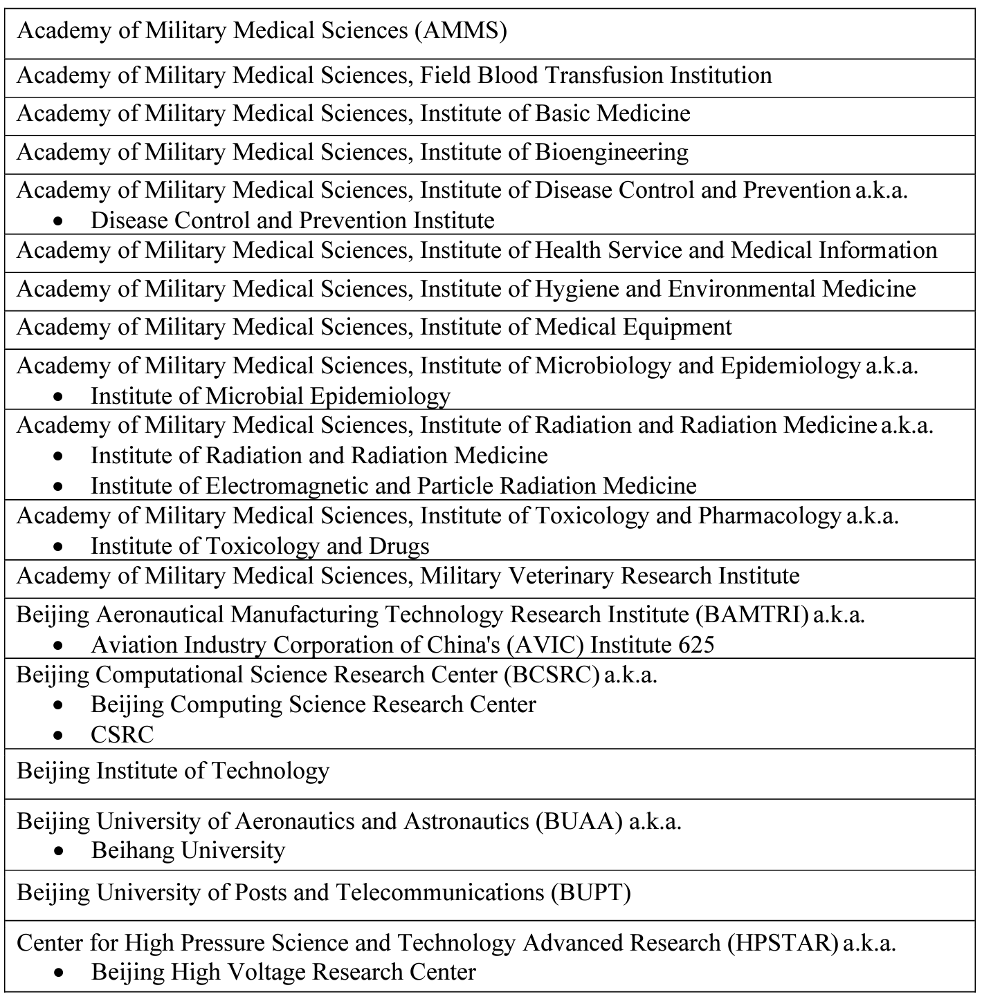 Academy of Military Medical Sciences (AMMS)
Academy of Military Medical Sciences, Field Blood Transfusion Institution
Academy of Military Medical Sciences, Institute of Basic Medicine
Academy of Military Medical Sciences, Institute of Bioengineering
Academy of Military Medical Sciences, Institute of Disease Control and Prevention a.k.a.
• Disease Control and Prevention Institute
Academy of Military Medical Sciences, Institute of Health Service and Medical Information
Academy of Military Medical Sciences, Institute of Hygiene and Environmental Medicine
Academy of Military Medical Sciences, Institute of Medical Equipment
Academy of Military Medical Sciences, Institute of Microbiology and Epidemiology a.k.a.
• Institute of Microbial Epidemiology
Academy of Military Medical Sciences, Institute of Radiation and Radiation Medicine a.k.a.
• Institute of Radiation and Radiation Medicine
• Institute of Electromagnetic and Particle Radiation Medicine
Academy of Military Medical Sciences, Institute of Toxicology and Pharmacology a.k.a.
• Institute of Toxicology and Drugs
Academy of Military Medical Sciences, Military Veterinary Research Institute
Beijing Aeronautical Manufacturing Technology Research Institute (BAMTRI) a.k.a.
• Aviation Industry Corporation of China's (AVIC) Institute 625
Beijing Computational Science Research Center (BCSRC) a.k.a.
• Beijing Computing Science Research Center
• CSRC
Beijing Institute of Technology
Beijing University of Aeronautics and Astronautics (BUAA) a.k.a.
• Beihang University
Beijing University of Posts and Telecommunications (BUPT)
Center for High Pressure Science and Technology Advanced Research (HPSTAR) a.k.a.
• Beijing High Voltage Research Center